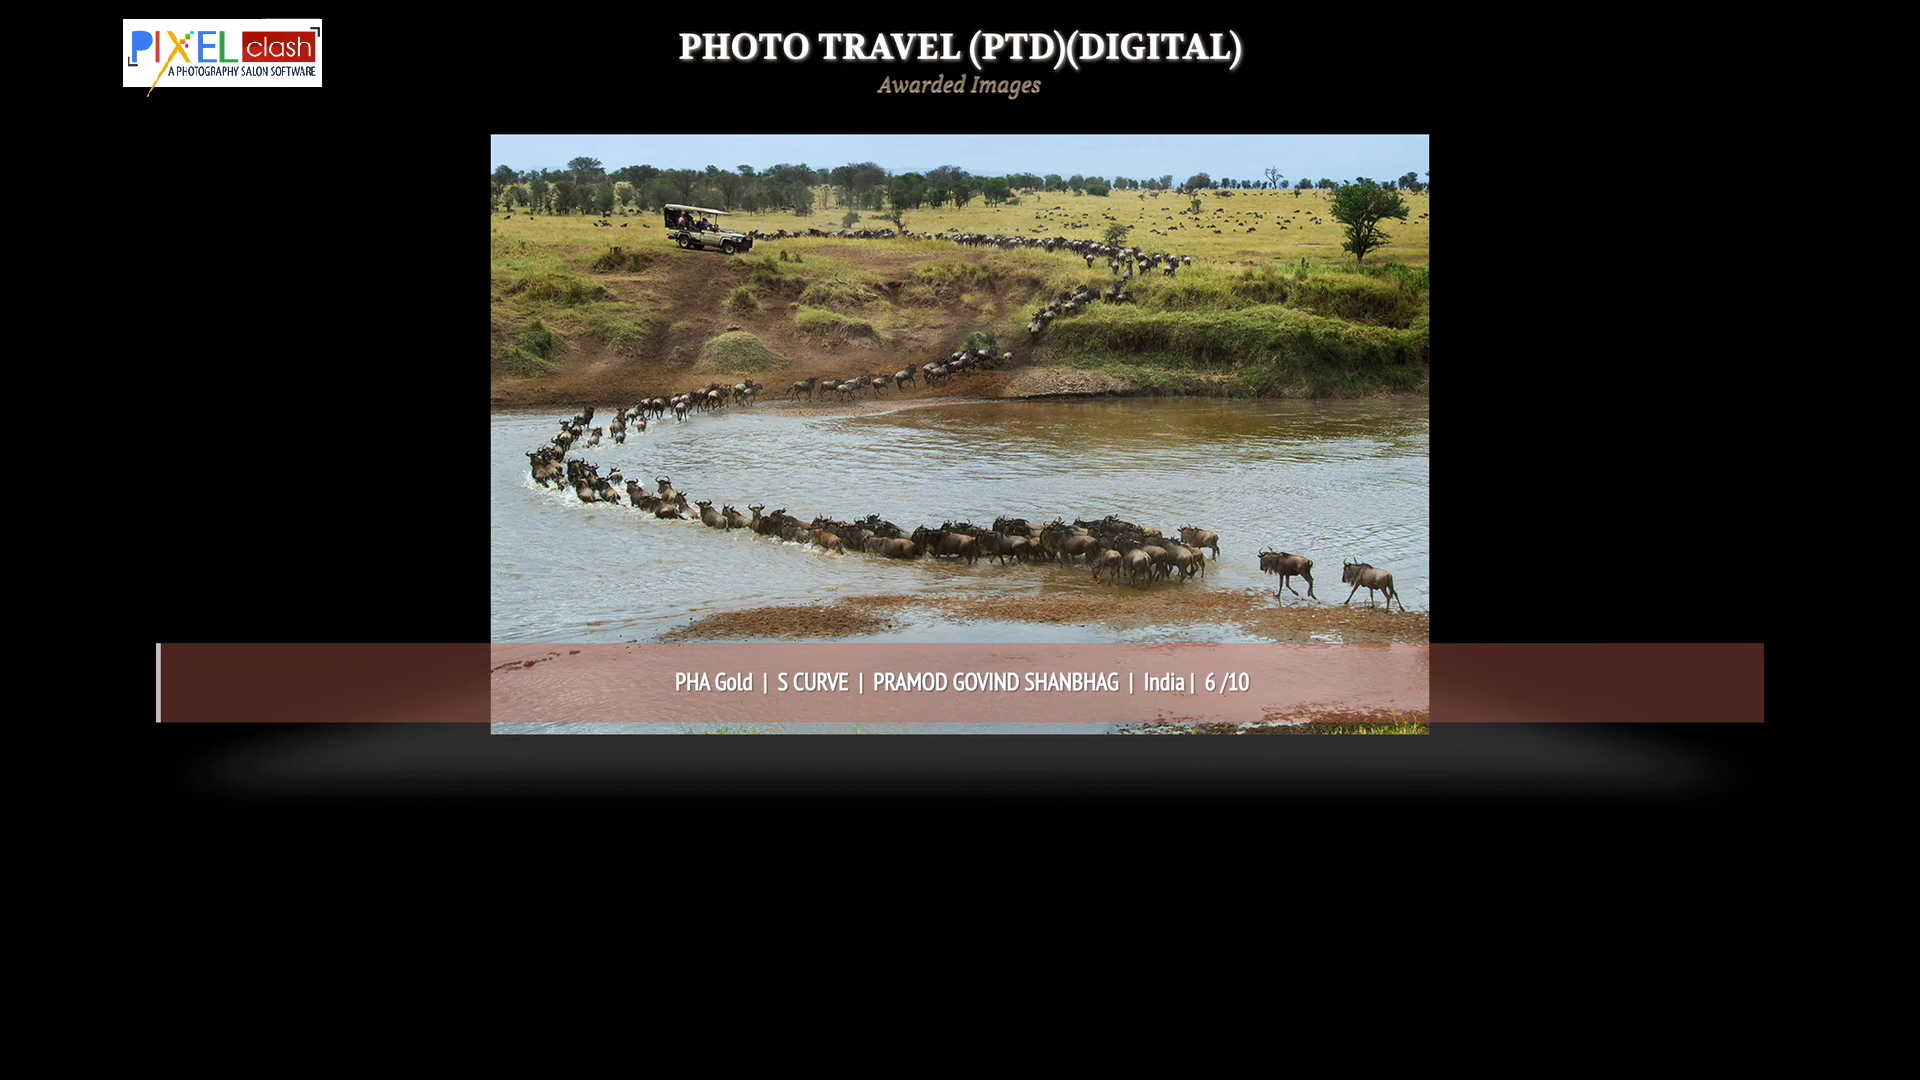 PIXEL clash
A PHOTOGRAPHY SALON SOFTWARE
PHOTO TRAVEL (PTD)(DIGITAL)
Awarded Images
PHA Gold | S CURVE | PRAMOD GOVIND SHANBHAG | India | 6 /10